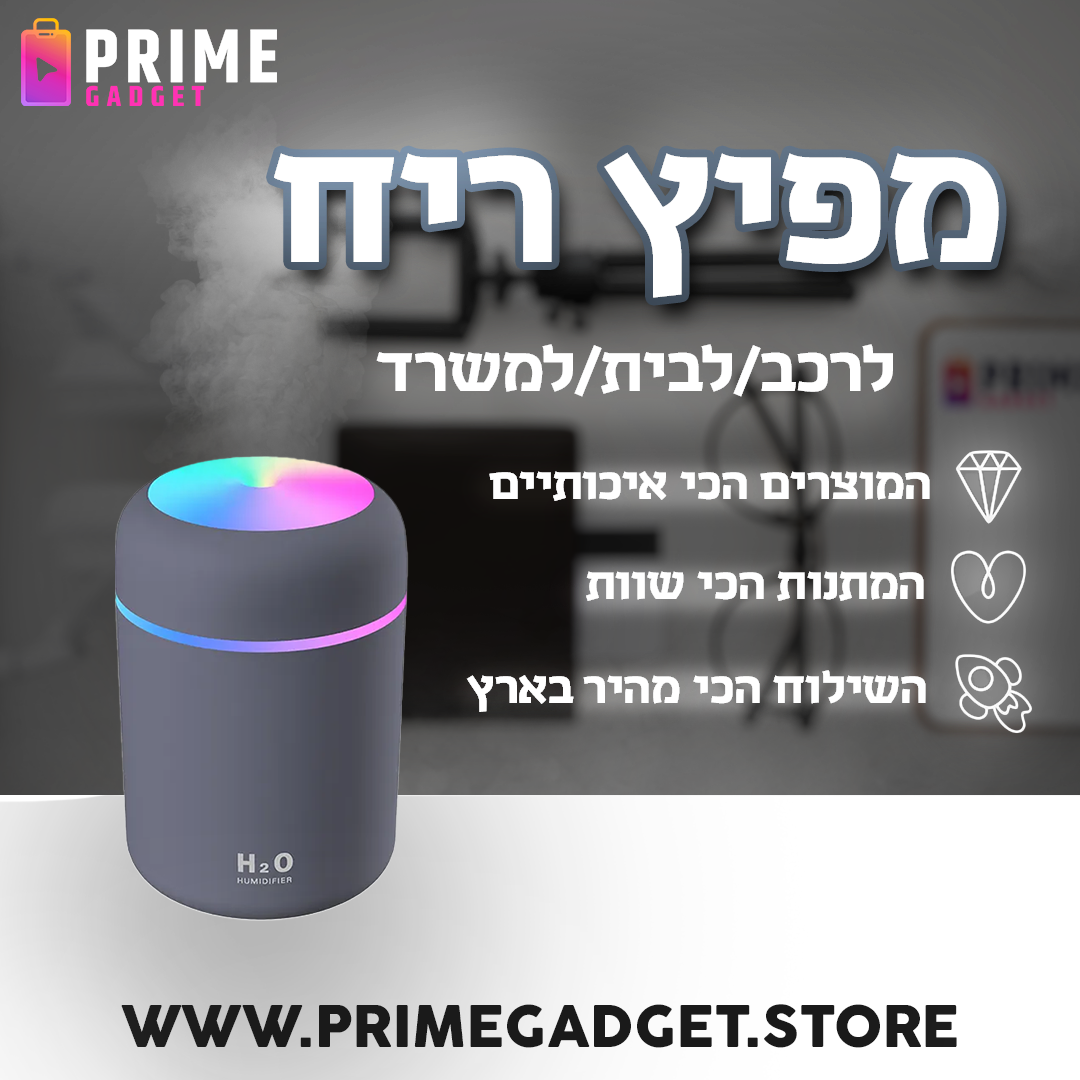 PRIME
GADGET
מפיץ ריח
לרכב/לבית/למשרד
המוצרים הכי איכותיים
המתנות הכי שוות
השילוח הכי מהיר בארץ
H₂O
HUMIDIFIER
WWW.PRIMEGADGET.STORE